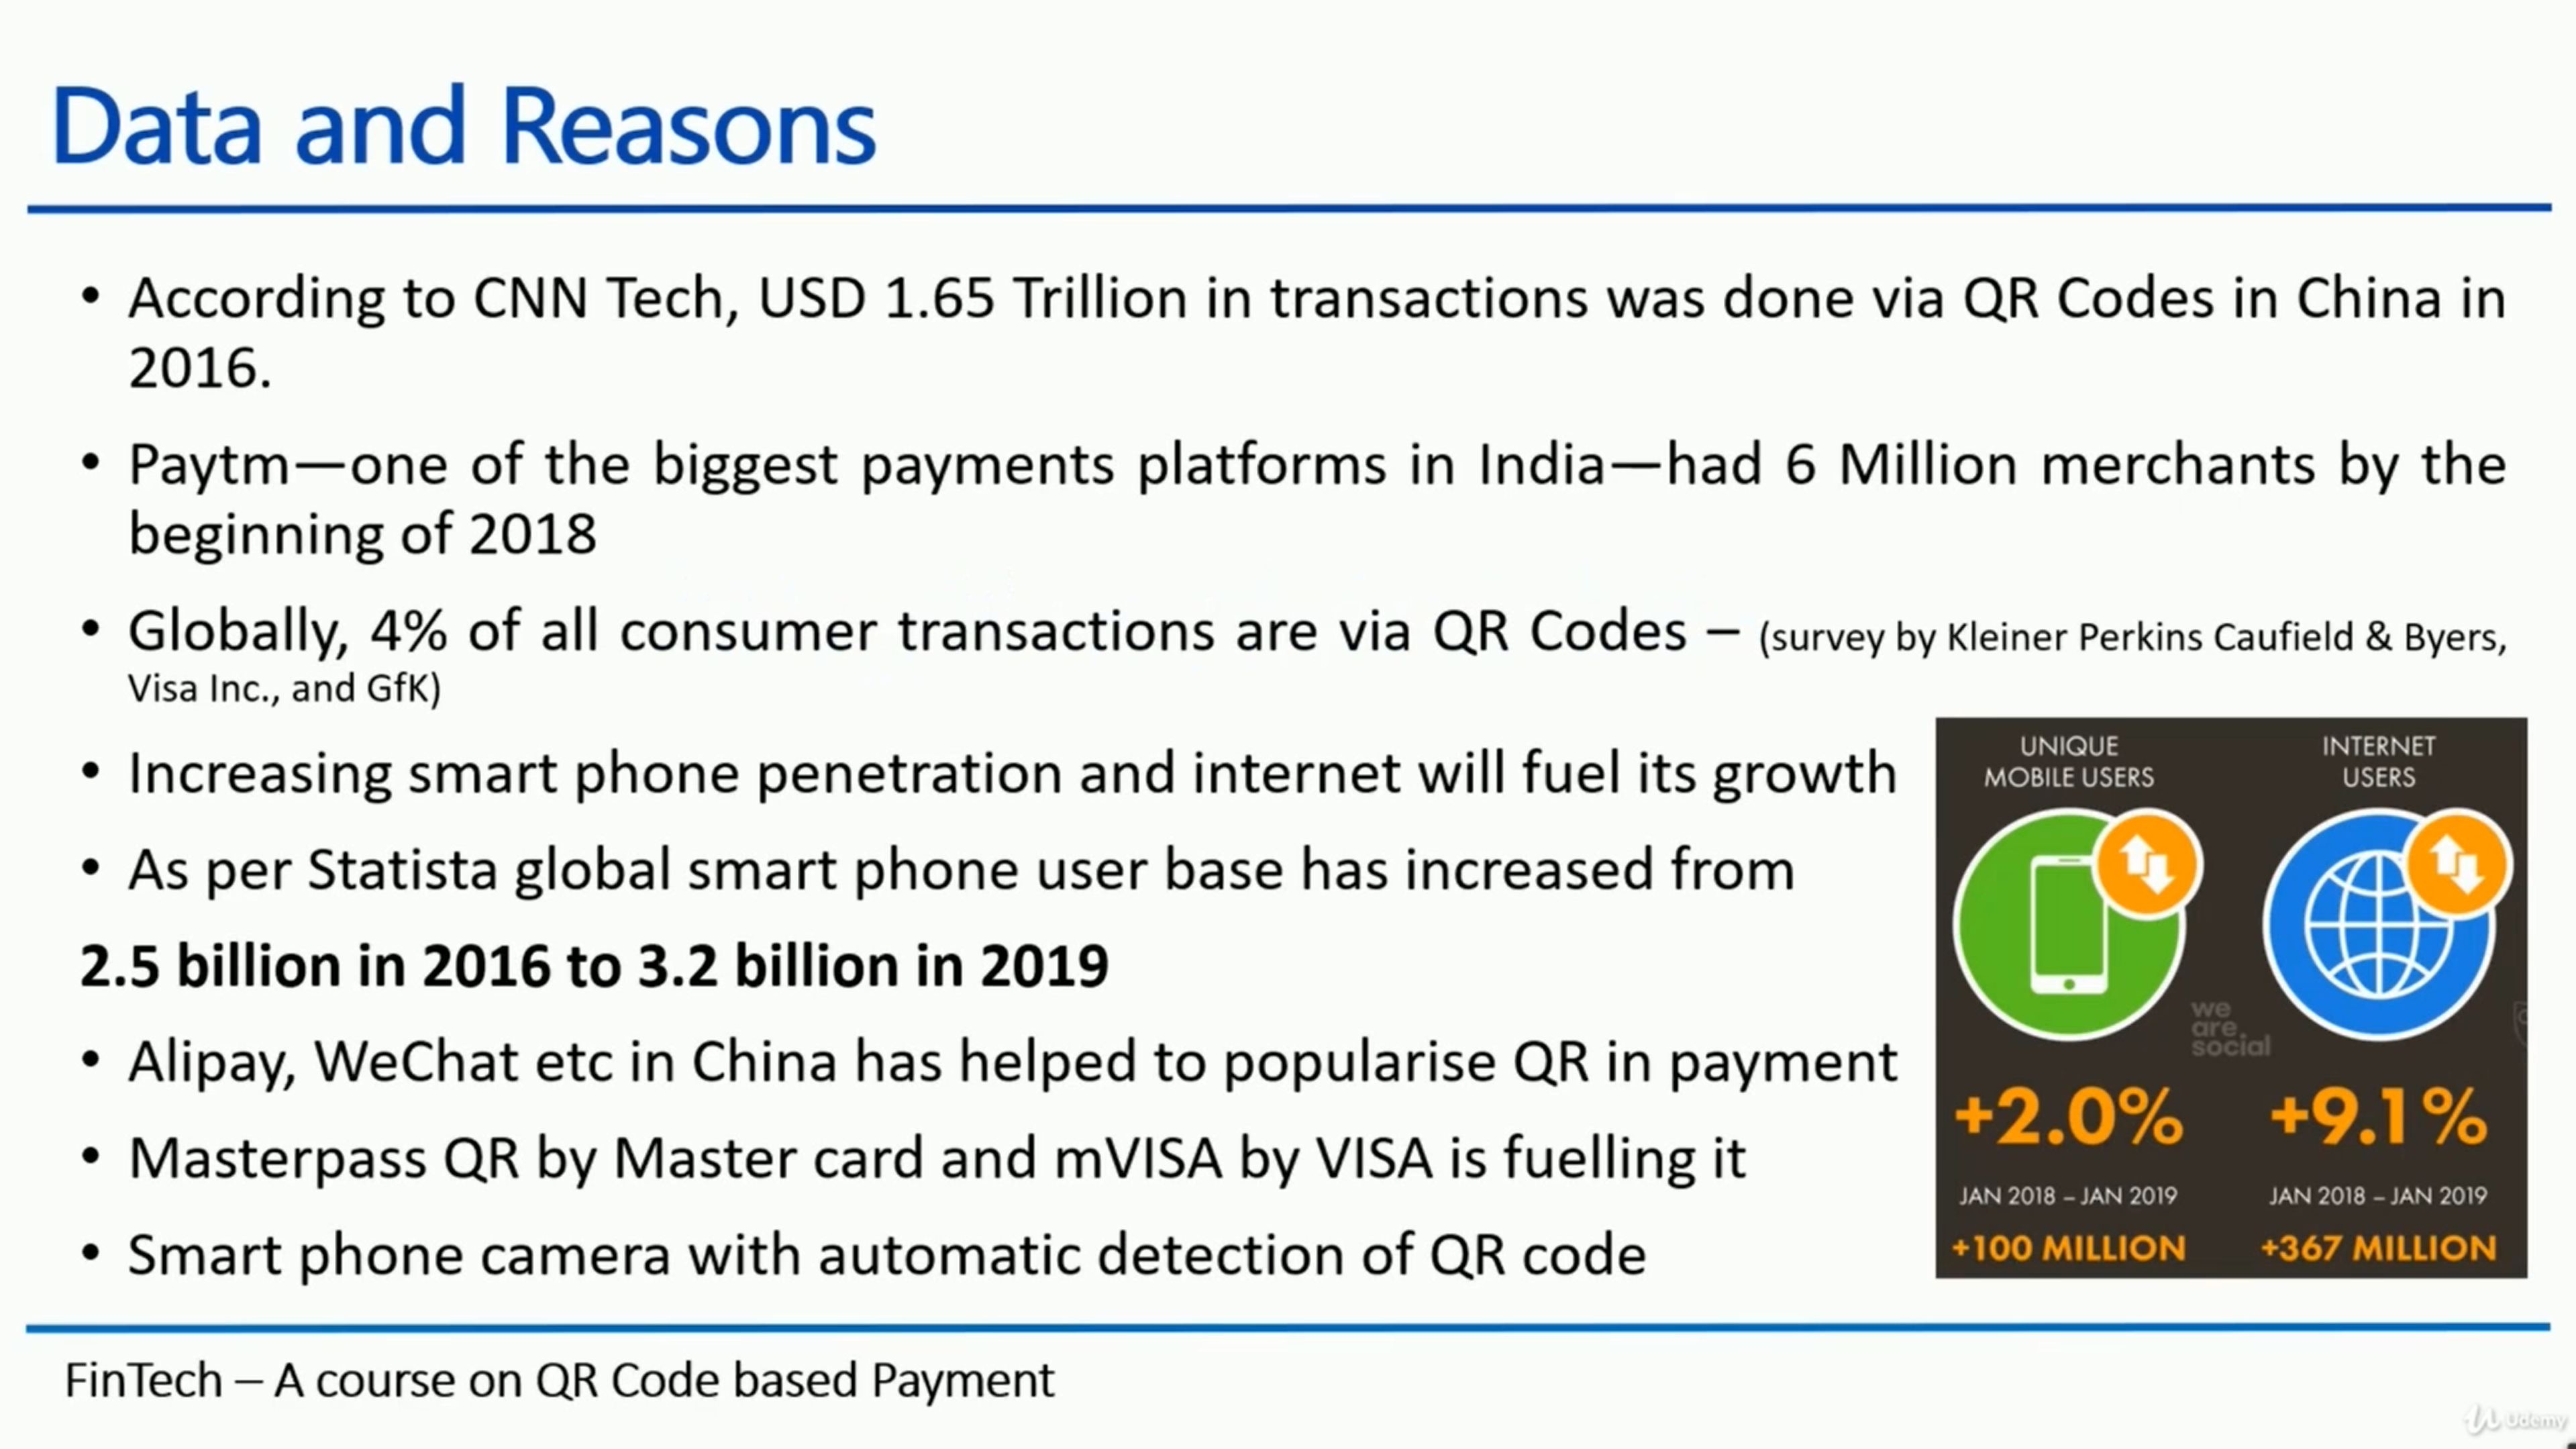 Data and Reasons
• According to CNN Tech, USD 1.65 Trillion in transactions was done via QR Codes in China in
2016.
• Paytm—one of the biggest payments platforms in India—had 6 Million merchants by the
beginning of 2018
• Globally, 4% of all consumer transactions are via QR Codes – (survey by Kleiner Perkins Caufield & Byers,
Visa Inc., and GfK)
• Increasing smart phone penetration and internet will fuel its growth
• As per Statista global smart phone user base has increased from
2.5 billion in 2016 to 3.2 billion in 2019
• Alipay, WeChat etc in China has helped to popularise QR in payment
• Masterpass QR by Master card and mVISA by VISA is fuelling it
• Smart phone camera with automatic detection of QR code
UNIQUE
MOBILE USERS
we
are
social
+2.0%
JAN 2018 – JAN 2019
+100 MILLION
INTERNET
USERS
+9.1%
JAN 2018 – JAN 2019
+367 MILLION
FinTech – A course on QR Code based Payment
Udemy